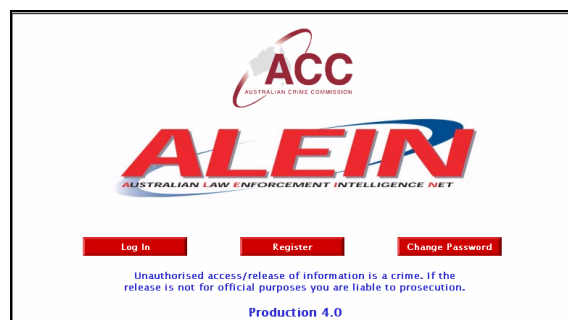 ACC
AUSTRALIAN CRIME COMMISSION
ALEIN
AUSTRALIAN LAW ENFORCEMENT INTELLIGENCE NET
Log In Register Change Password
Unauthorised access/release of information is a crime. If the
release is not for official purposes you are liable to prosecution.
Production 4.0